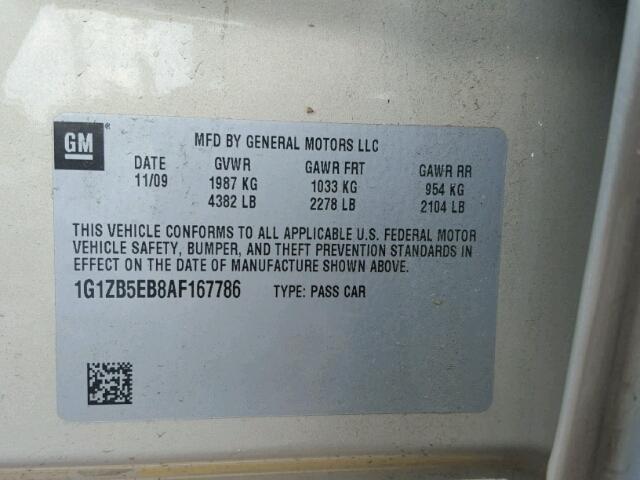 GM ®
MFD BY GENERAL MOTORS LLC
DATE GVWR GAWR FRT GAWR RR
11/09 1987 KG 1033 KG 954 KG
4382 LB 2278 LB 2104 LB
THIS VEHICLE CONFORMS TO ALL APPLICABLE U.S. FEDERAL MOTOR
VEHICLE SAFETY, BUMPER, AND THEFT PREVENTION STANDARDS IN
EFFECT ON THE DATE OF MANUFACTURE SHOWN ABOVE.
1G1ZB5EB8AF167786 TYPE: PASS CAR